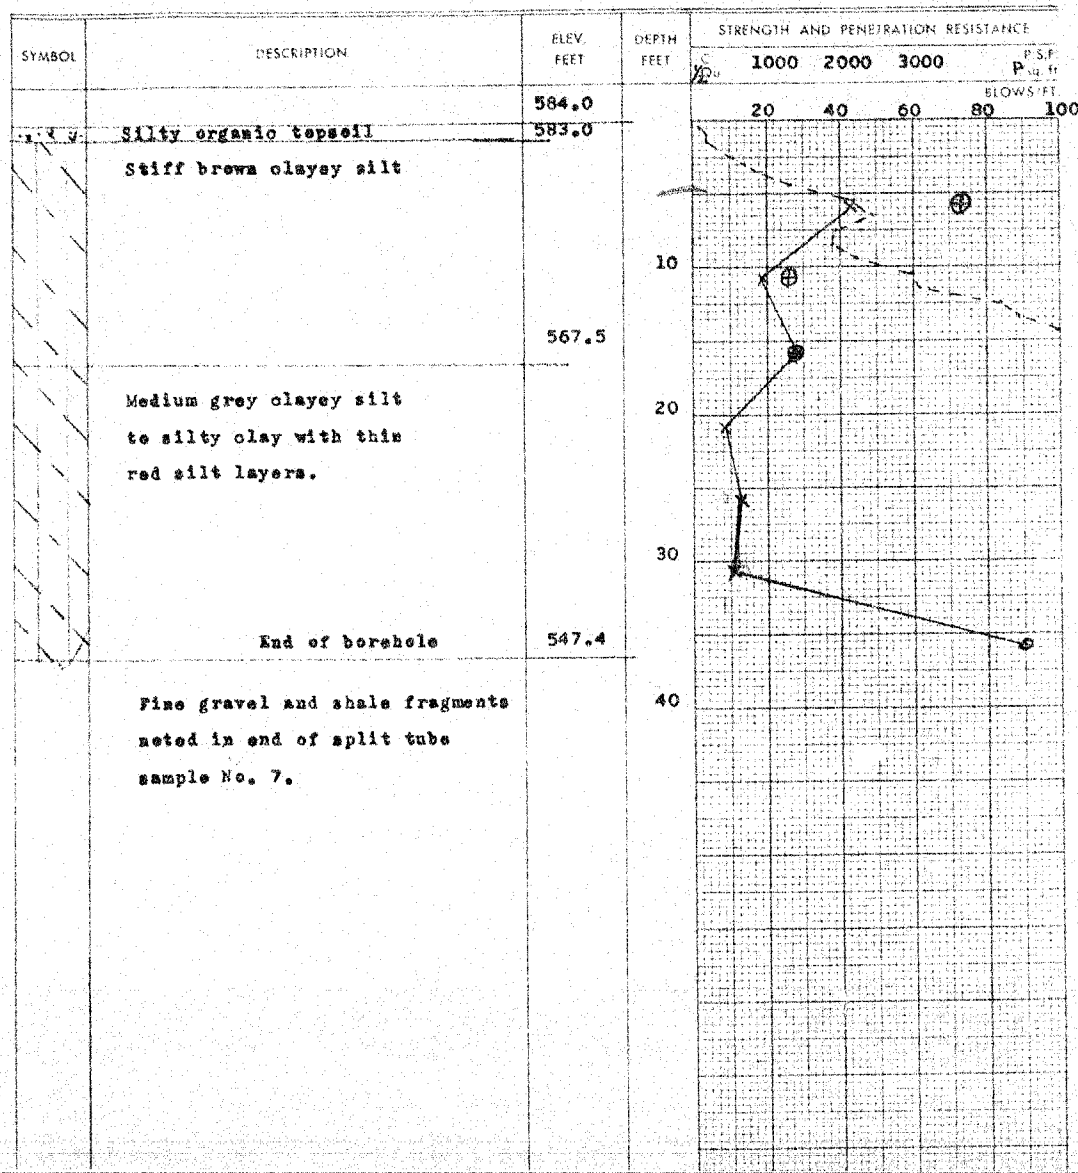 STRENGTH AND PENETRATION RESISTANCE
SYMBOL DESCRIPTION ELEV. FEET DEPTH FEET
1000 2000 3000 P.S.F.
BLOWS/FT.
20 40 60 80 100
584.0
Silty organic topsoil 583.0
Stiff brown clayey silt
10
567.5
Medium grey clayey silt
20
to silty clay with thin
red silt layers.
30
End of borehole 547.4
Fine gravel and shale fragments
40
noted in end of split tube
sample No. 7.